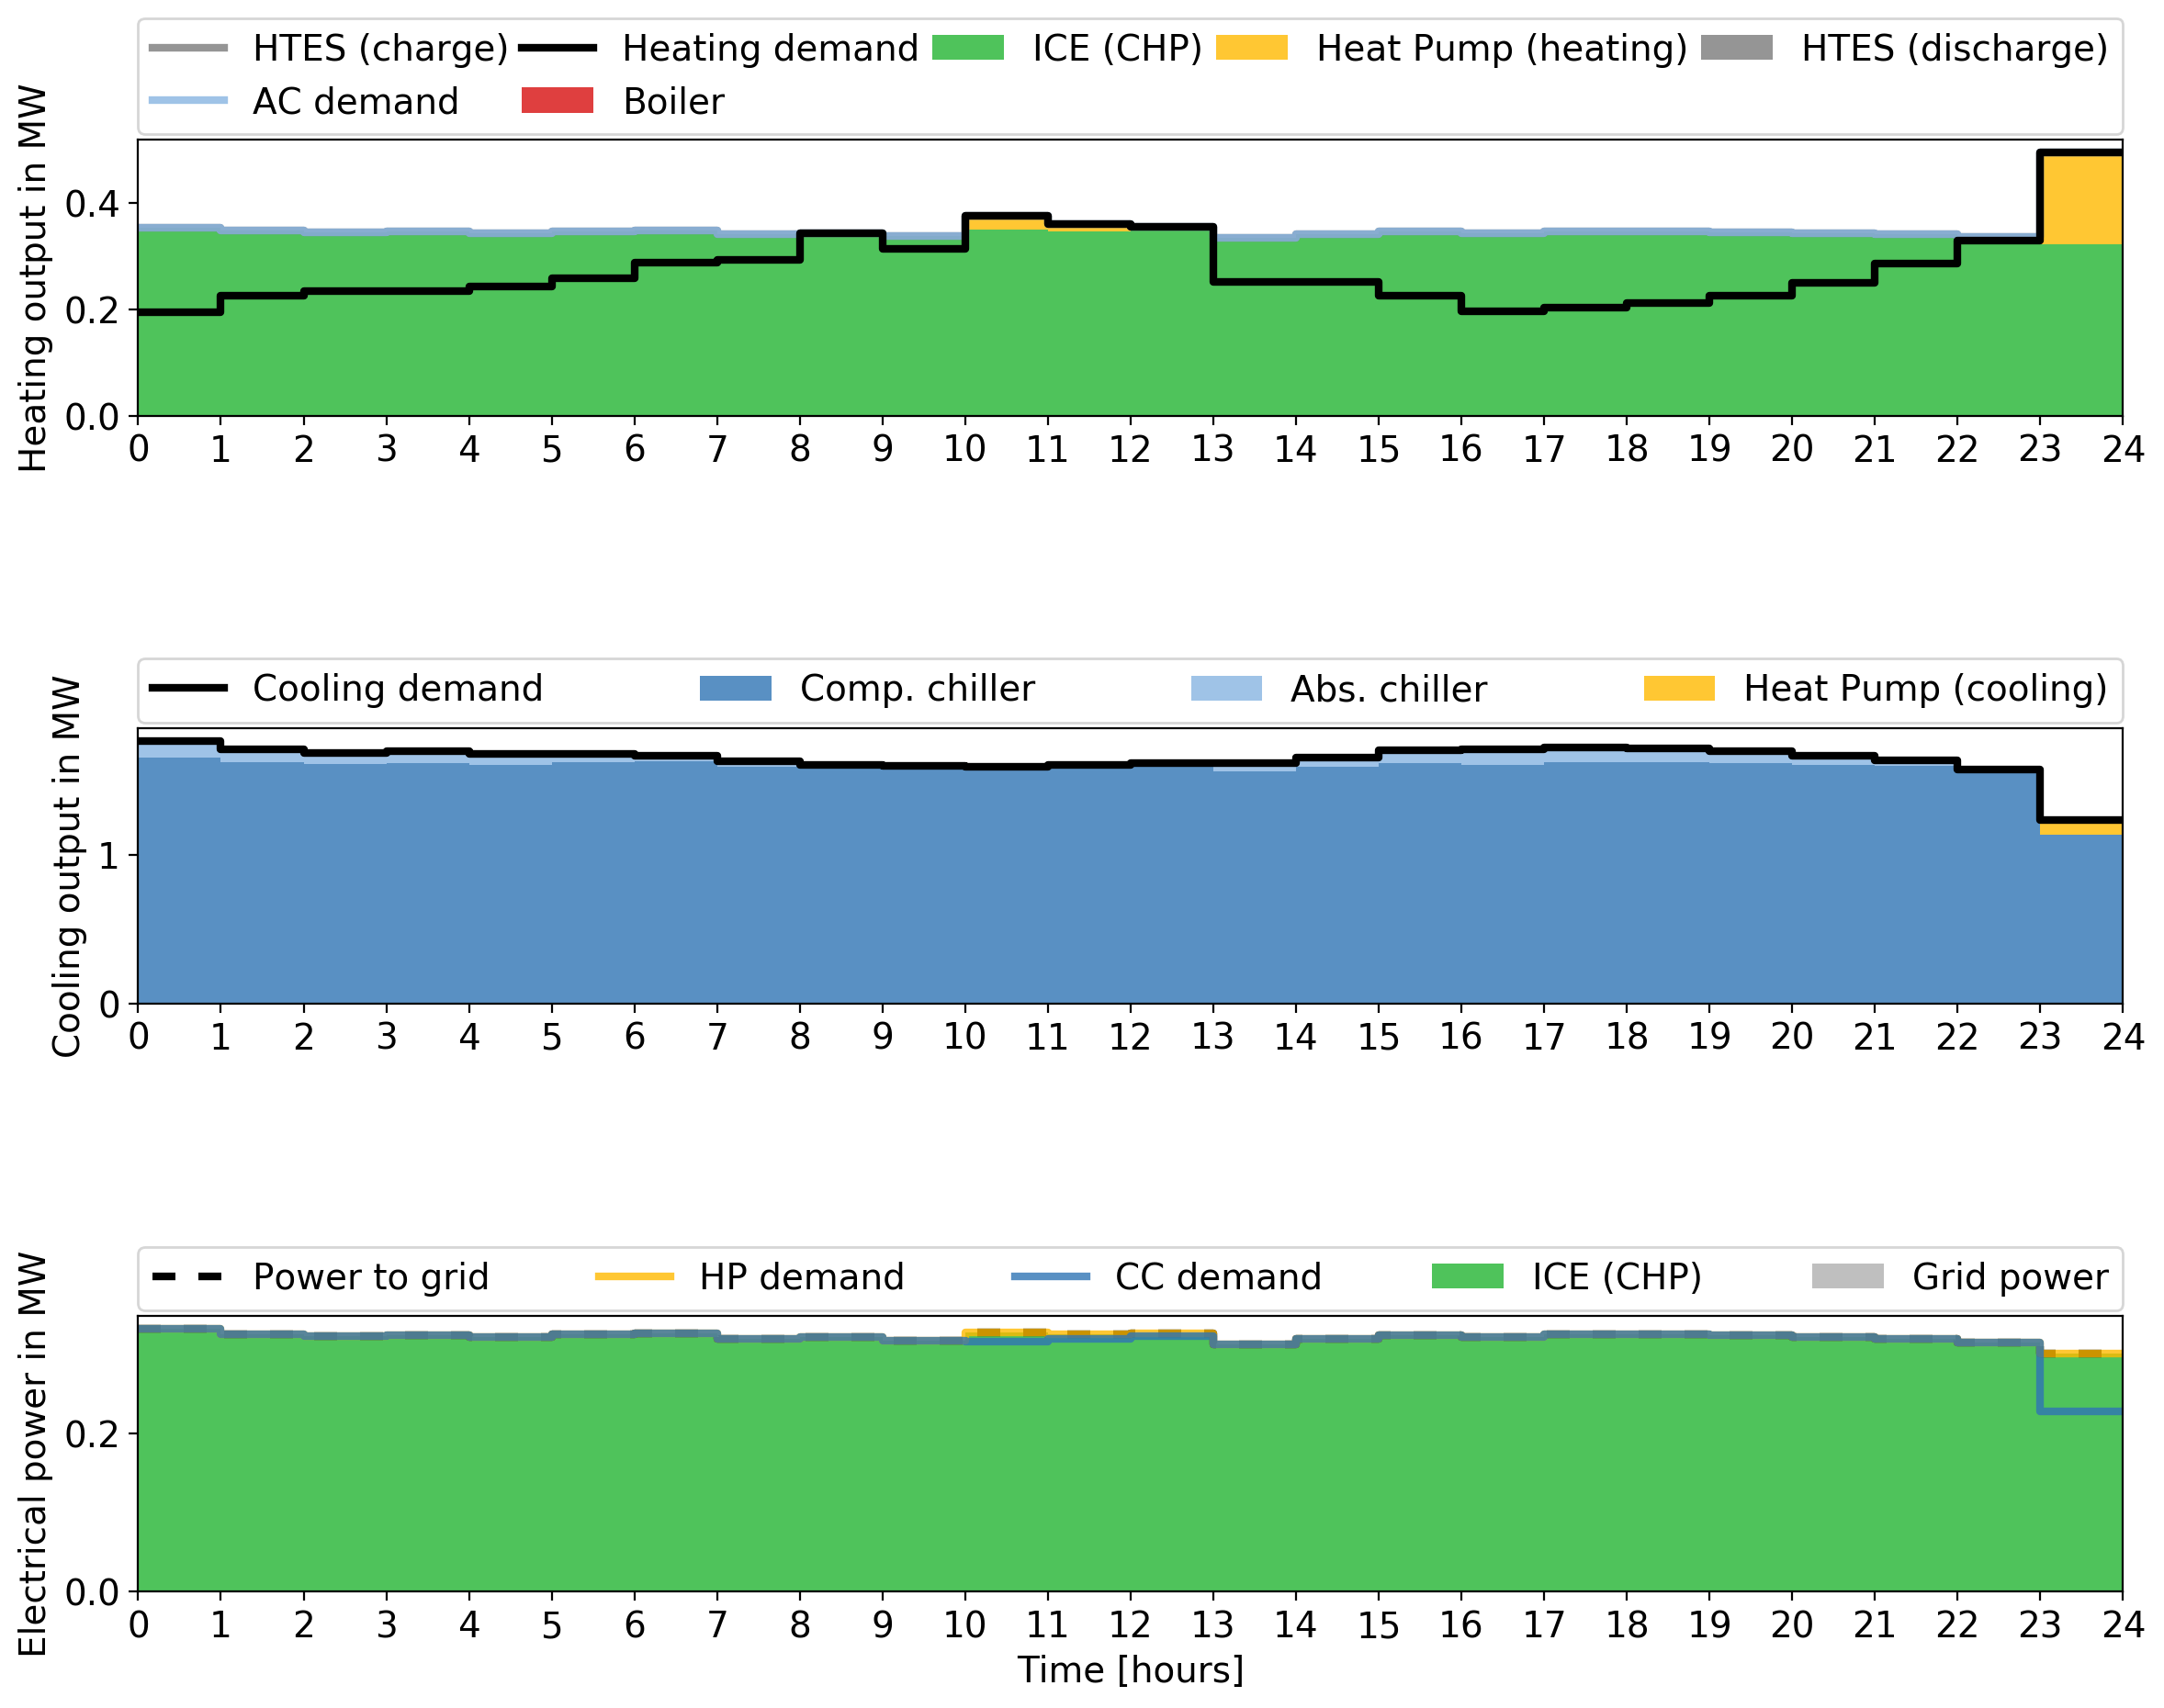 HTES (charge) Heating demand ICE (CHP) Heat Pump (heating) HTES (discharge)
AC demand Boiler
Heating output in MW
0.4
0.2
0.0
0 1 2 3 4 5 6 7 8 9 10 11 12 13 14 15 16 17 18 19 20 21 22 23 24
Cooling demand Comp. chiller Abs. chiller Heat Pump (cooling)
Cooling output in MW
1
0
0 1 2 3 4 5 6 7 8 9 10 11 12 13 14 15 16 17 18 19 20 21 22 23 24
Power to grid HP demand CC demand ICE (CHP) Grid power
Electrical power in MW
0.2
0.0
0 1 2 3 4 5 6 7 8 9 10 11 12 13 14 15 16 17 18 19 20 21 22 23 24
Time [hours]